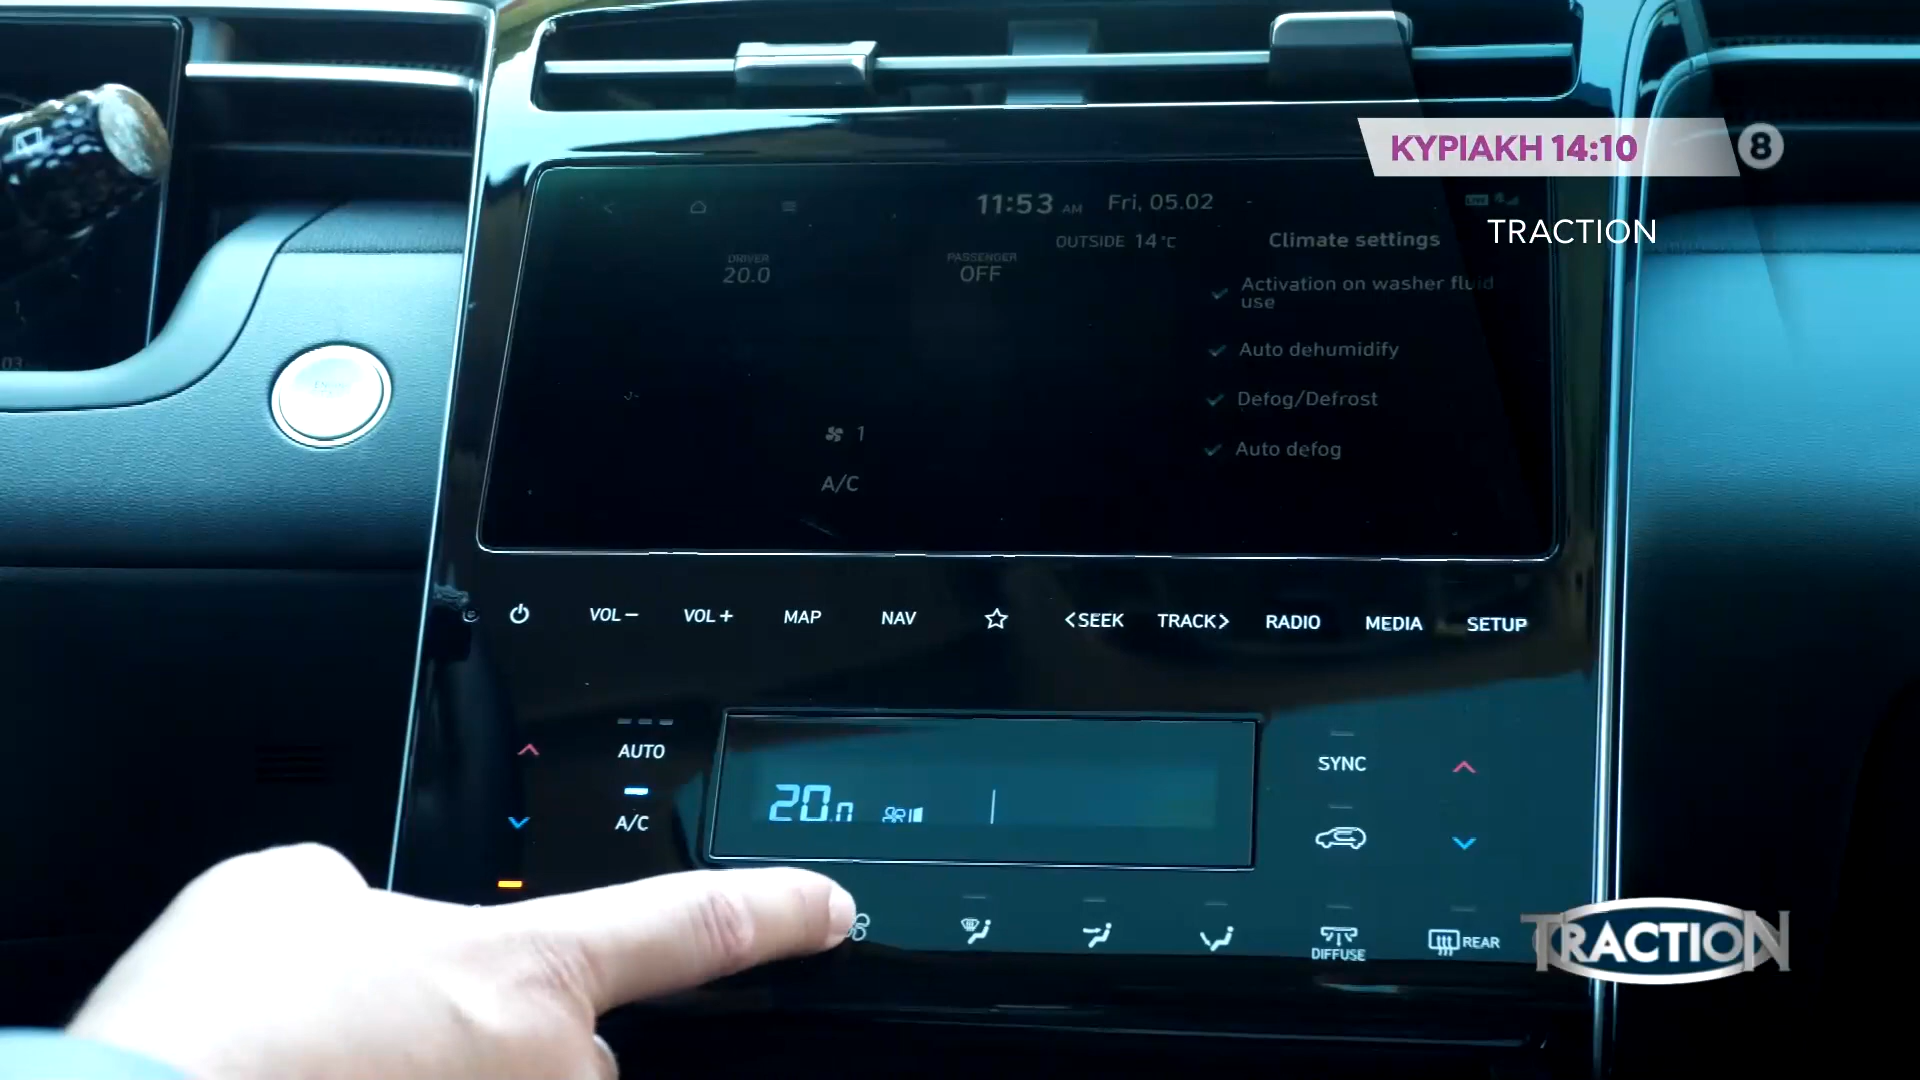 ΚΥΡΙΑΚΗ 14:10
8
TRACTION
11:53 AM Fri, 05.02
OUTSIDE 14°C
DRIVER
20.0
PASSENGER
OFF
Climate settings
Activation on washer fluid
use
Auto dehumidify
Defog/Defrost
Auto defog
1
A/C
VOL− VOL+ MAP NAV <SEEK TRACK> RADIO MEDIA SETUP
AUTO
A/C
SYNC
DIFFUSE
REAR
TRACTION